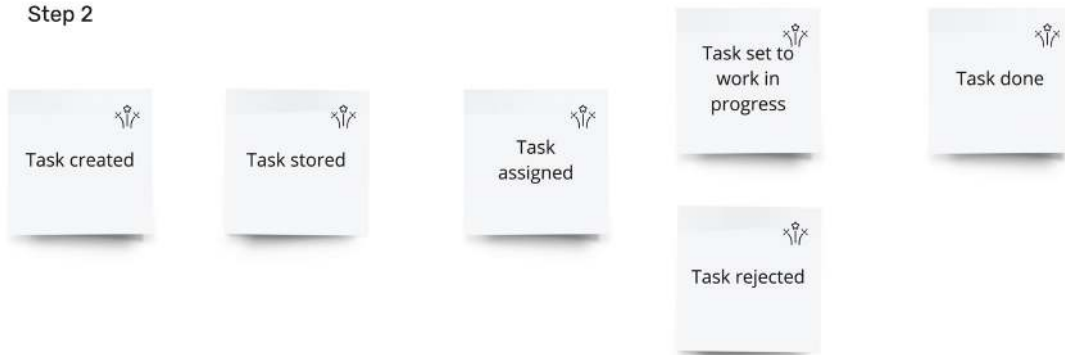 Step 2
Task created
Task stored
Task
assigned
Task set to
work in
progress
Task rejected
Task done